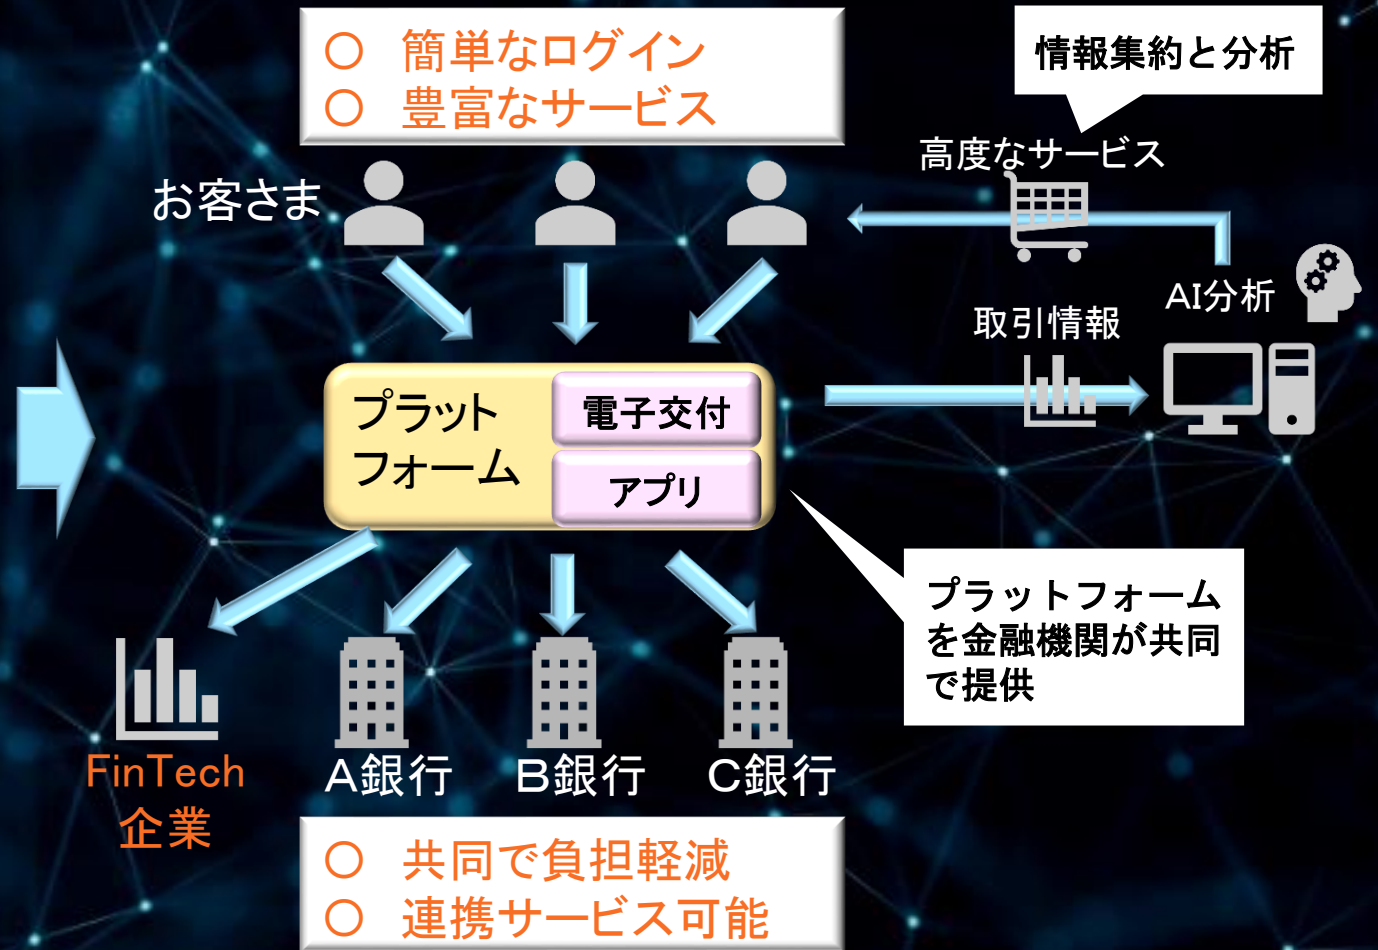 〇 簡単なログイン
〇 豊富なサービス
情報集約と分析
高度なサービス
お客さま
AI分析
取引情報
プラット
フォーム
電子交付
アプリ
プラットフォーム
を金融機関が共同
で提供
FinTech
企業
A銀行
B銀行
C銀行
〇 共同で負担軽減
〇 連携サービス可能